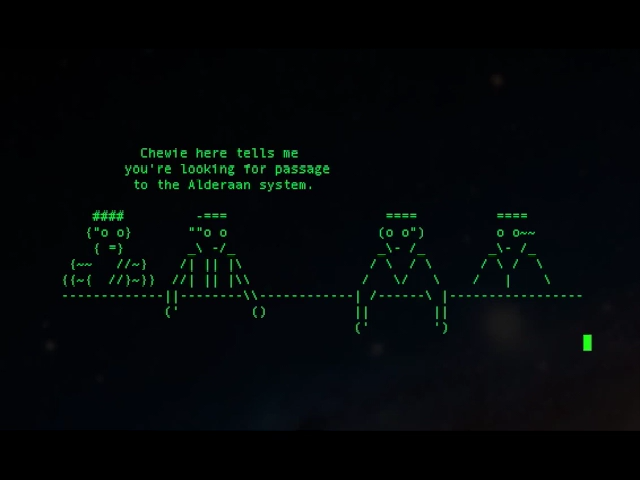 Chewie here tells me
you're looking for passage
to the Alderaan system.